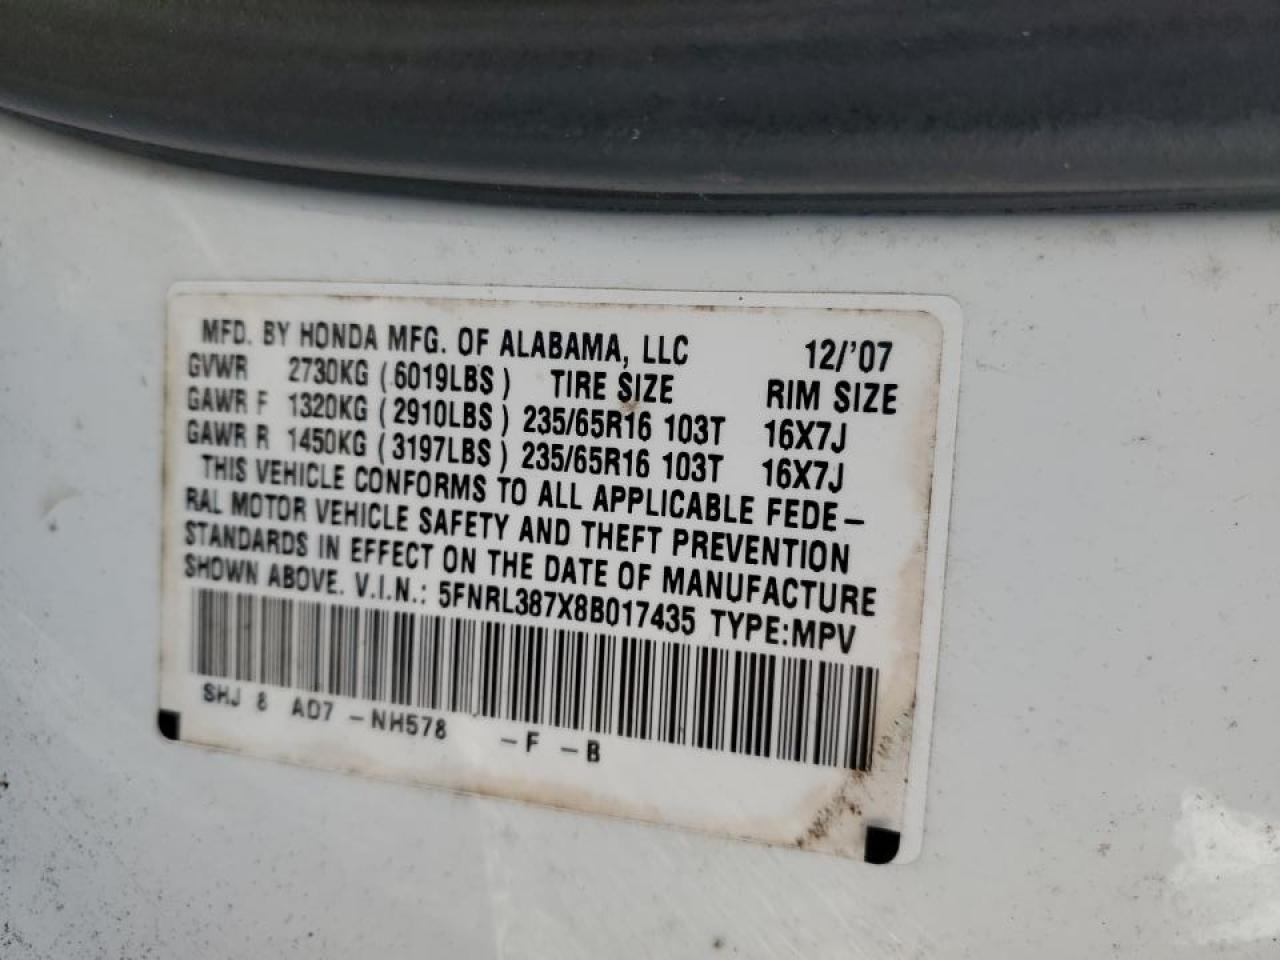 MFD. BY HONDA MFG. OF ALABAMA, LLC 12/'07
GVWR 2730KG (6019LBS) TIRE SIZE RIM SIZE
GAWR F 1320KG (2910LBS) 235/65R16 103T 16X7J
GAWR R 1450KG (3197LBS) 235/65R16 103T 16X7J
THIS VEHICLE CONFORMS TO ALL APPLICABLE FEDE-
RAL MOTOR VEHICLE SAFETY AND THEFT PREVENTION
STANDARDS IN EFFECT ON THE DATE OF MANUFACTURE
SHOWN ABOVE. V.I.N.: 5FNRL387X8B017435 TYPE:MPV
SHJ 8 AD7 -NH578 -F -B